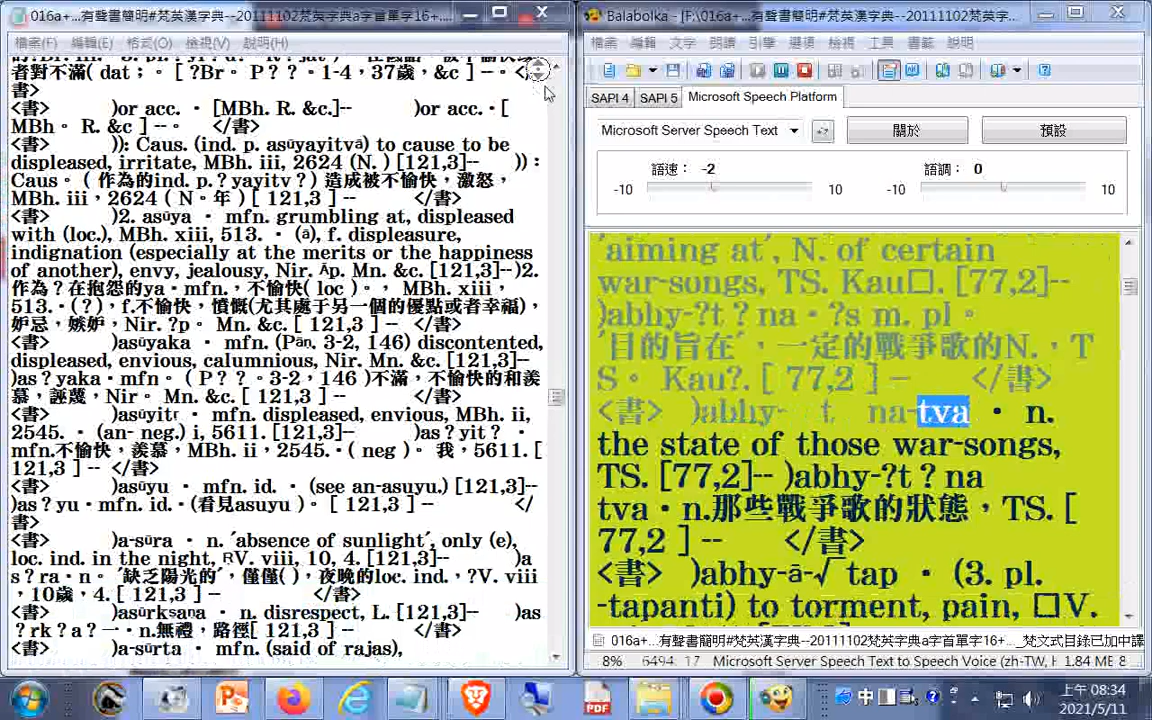 有聲書簡明#梵英漢字典--20111102梵英字典a字首單字16+...
檔案(F) 編輯(E) 格式(O) 檢視(V) 說明(H)
者對不滿( dat ; 。[ ?Br。 P ? ? 。1-4 , 37歲 , &c ] --。 <
書>
<書> )or acc. · [MBh. R. &c.]-- )or acc. · [
MBh 。 R. &c ] --。 </書>
<書> )): Caus. (ind. p. asūyayitvā) to cause to be
displeased, irritate, MBh. iii, 2624 (N. ) [121,3]-- )) :
Caus。 ( 作為的ind. p. ?yayitv ? ) 造成被不愉快 , 激怒 ,
MBh. iii , 2624 ( N 。年 ) [ 121,3 ] -- </書>
<書> )2. asūya · mfn. grumbling at, displeased
with (loc.), MBh. xiii, 513. · (ā), f. displeasure,
indignation (especially at the merits or the happiness
of another), envy, jealousy, Nir. Āp. Mn. &c. [121,3]--)2.
作為 ? 在抱怨的ya · mfn. , 不愉快( loc ) 。, MBh. xiii ,
513. · ( ? ) , f.不愉快 , 憤慨(尤其處于另一個的優點或者幸福) ,
妒忌 , 嫉妒 , Nir. ?p 。 Mn. &c. [ 121,3 ] -- </書>
<書> )asūyaka · mfn. (Pāṇ. 3-2, 146) discontented,
displeased, envious, calumnious, Nir. Mn. &c. [121,3]--
)as ? yaka · mfn。 ( P ? ? 。3-2 , 146 )不滿 , 不愉快的和羨
慕 , 誣蔑 , Nir 。 Mn. &c. [ 121,3 ] -- </書>
<書> )asūyitṛ · mfn. displeased, envious, MBh. ii,
2545. · (an- neg.) i, 5611. [121,3]-- )as ? yit ? ·
mfn.不愉快 , 羨慕 , MBh. ii , 2545. · ( neg ) 。 我 , 5611. [
121,3 ] -- </書>
<書> )asūyu · mfn. id. · (see an-asuyu.) [121,3]--
)as ? yu · mfn. id. · (看見asuyu ) 。[ 121,3 ] -- </
書>
<書> )a-sūra · n. 'absence of sunlight', only (e),
loc. ind. in the night, ṚV. viii, 10, 4. [121,3]-- )a
s ? ra · n。 '缺乏陽光的' , 僅僅( ) , 夜晚的loc. ind. , ?V. viii
, 10歲 , 4. [ 121,3 ] -- </書>
<書> )asūrkṣaṇa · n. disrespect, L. [121,3]-- )as
? rk ? a ? 一 · n.無禮 , 路徑[ 121,3 ] -- </書>
<書> )a-sūrta · mfn. (said of rajas),
Balabolka - [F:\016a+...有聲書簡明#梵英漢字典--20111102梵英字...
檔案 編輯 文字 朗讀 引擎 選項 檢視 工具 書籤 說明
SAPI 4 SAPI 5 Microsoft Speech Platform
Microsoft Server Speech Text 關於 預設
語速: -2 語調: 0
-10 10 -10 10
'aiming at', N. of certain
war-songs, TS. Kau□. [77,2]--
)abhy-?t ? na · ?s m. pl 。
'目的旨在' , 一定的戰爭歌的N. , T
S 。 Kau?. [ 77,2 ] -- </書>
<書> )abhy- t na-tva · n.
the state of those war-songs,
TS. [77,2]-- )abhy-?t ? na
tva · n.那些戰爭歌的狀態 , TS. [
77,2 ] -- </書>
<書> )abhy-ā-√ tap · (3. pl.
-tapanti) to torment, pain, □V.
016a+...有聲書簡明#梵英漢字典--20111102梵英字典a字首單字16+..._梵文式目錄已加中譯
8% 6494 17 Microsoft Server Speech Text to Speech Voice (zh-TW, H 1.84 MB 8
中
上午 08:34
2021/5/11